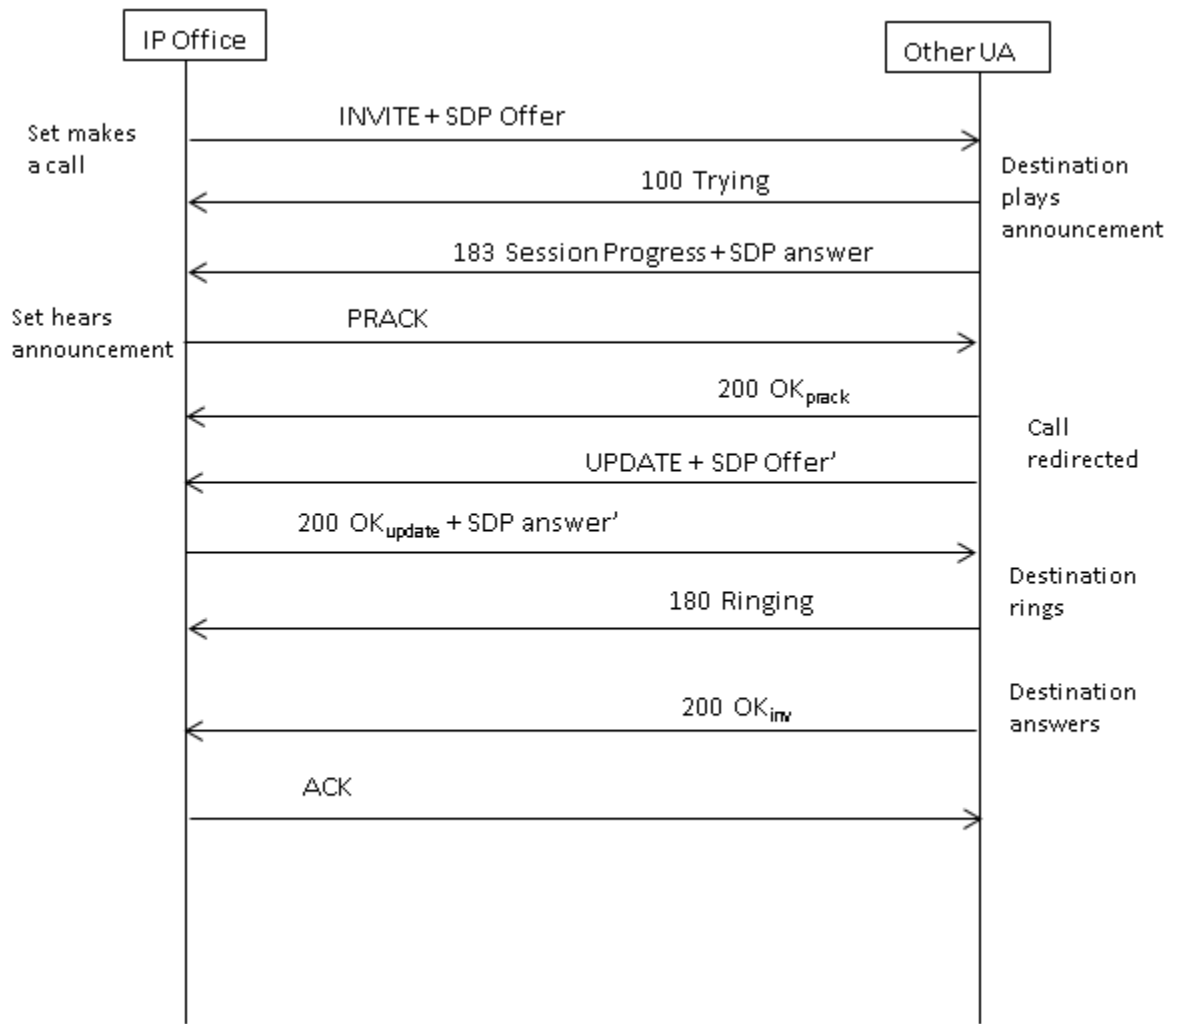 IP Office
Other UA
INVITE + SDP Offer
Set makes
a call
100 Trying
Destination
plays
announcement
183 Session Progress + SDP answer
Set hears
announcement
PRACK
200 OKprack
Call
redirected
UPDATE + SDP Offer’
200 OKupdate + SDP answer’
Destination
rings
180 Ringing
Destination
answers
200 OKinv
ACK